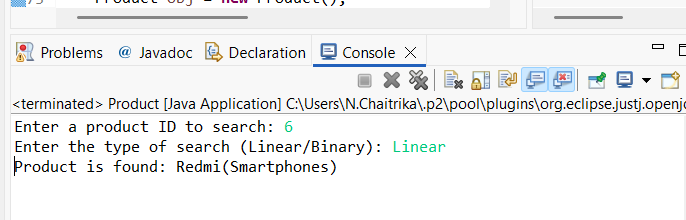 Product obj = new Product();
Problems @ Javadoc Declaration Console
<terminated> Product [Java Application] C:\Users\N.Chaitrika\.p2\pool\plugins\org.eclipse.justj.openj
Enter a product ID to search: 6
Enter the type of search (Linear/Binary): Linear
Product is found: Redmi(Smartphones)